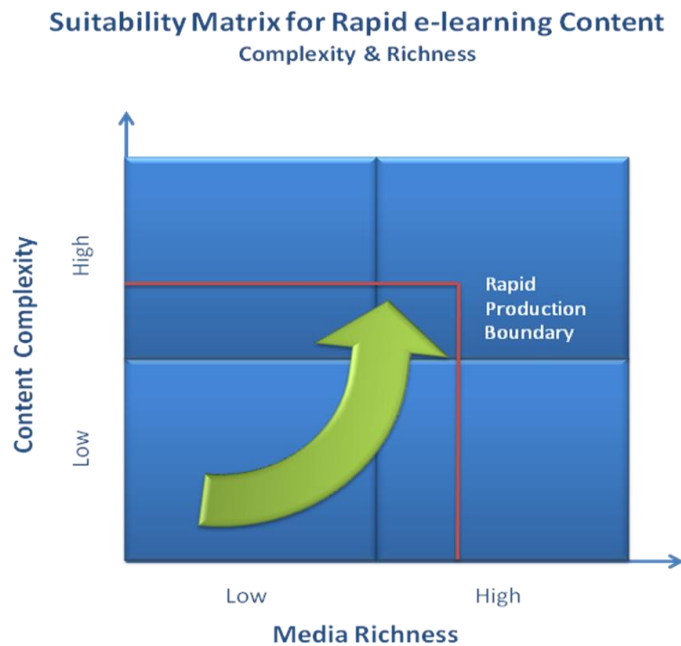 Suitability Matrix for Rapid e-learning Content
Complexity & Richness
Content Complexity
High
Low
Rapid
Production
Boundary
Low
High
Media Richness